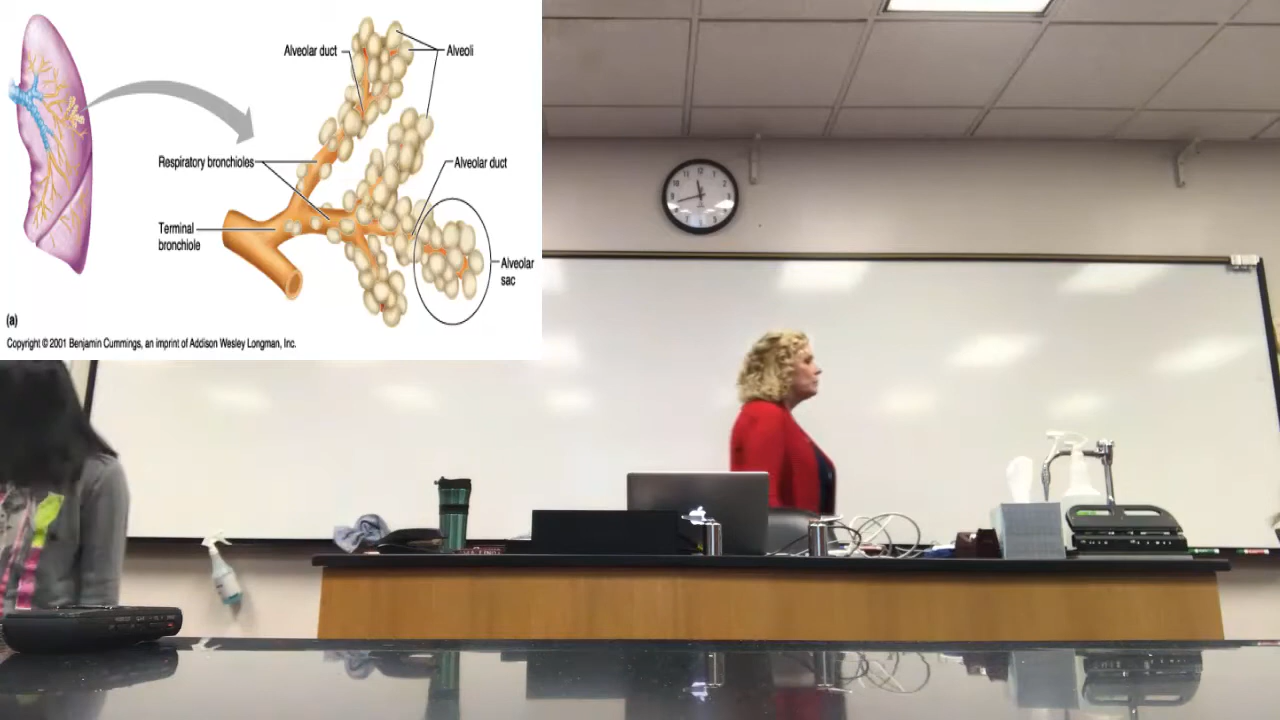 Alveolar duct
Alveoli
Respiratory bronchioles
Alveolar duct
Terminal
bronchiole
Alveolar
sac
(a)
Copyright © 2001 Benjamin Cummings, an imprint of Addison Wesley Longman, Inc.